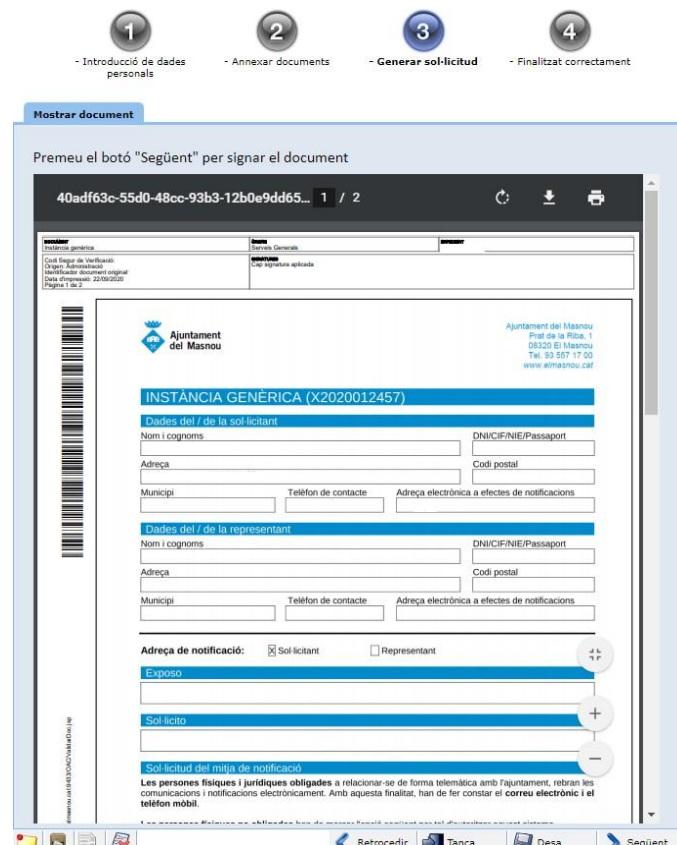 1
2
3
4
- Introducció de dades personals
- Annexar documents
- Generar sol·licitud
- Finalitzat correctament
Mostrar document
Premeu el botó "Següent" per signar el document
40adf63c-55d0-48cc-93b3-12b0e9dd65... 1 / 2
Instància genèrica
Serveis Generals
Codi Segur de Verificació:
Origen: Administració
Identificador document original
Data d'impressió: 22/09/2020
Pàgina 1 de 2
Cap signatura aplicada
Ajuntament
del Masnou
Ajuntament del Masnou
Prat de la Riba, 1
08320 El Masnou
Tel. 93 557 17 00
www.elmasnou.cat
INSTÀNCIA GENÈRICA (X2020012457)
Dades del / de la sol·licitant
Nom i cognoms DNI/CIF/NIE/Passaport
Adreça Codi postal
Municipi Telèfon de contacte Adreça electrònica a efectes de notificacions
Dades del / de la representant
Nom i cognoms DNI/CIF/NIE/Passaport
Adreça Codi postal
Municipi Telèfon de contacte Adreça electrònica a efectes de notificacions
Adreça de notificació: X Sol·licitant Representant
Exposo
Sol·licito
Sol·licitud del mitja de notificació
Les persones físiques i jurídiques obligades a relacionar-se de forma telemàtica amb l'ajuntament, rebran les
comunicacions i notificacions electrònicament. Amb aquesta finalitat, han de fer constar el correu electrònic i el
telèfon mòbil.
Retrocedir
Tanca
Desa
Següent